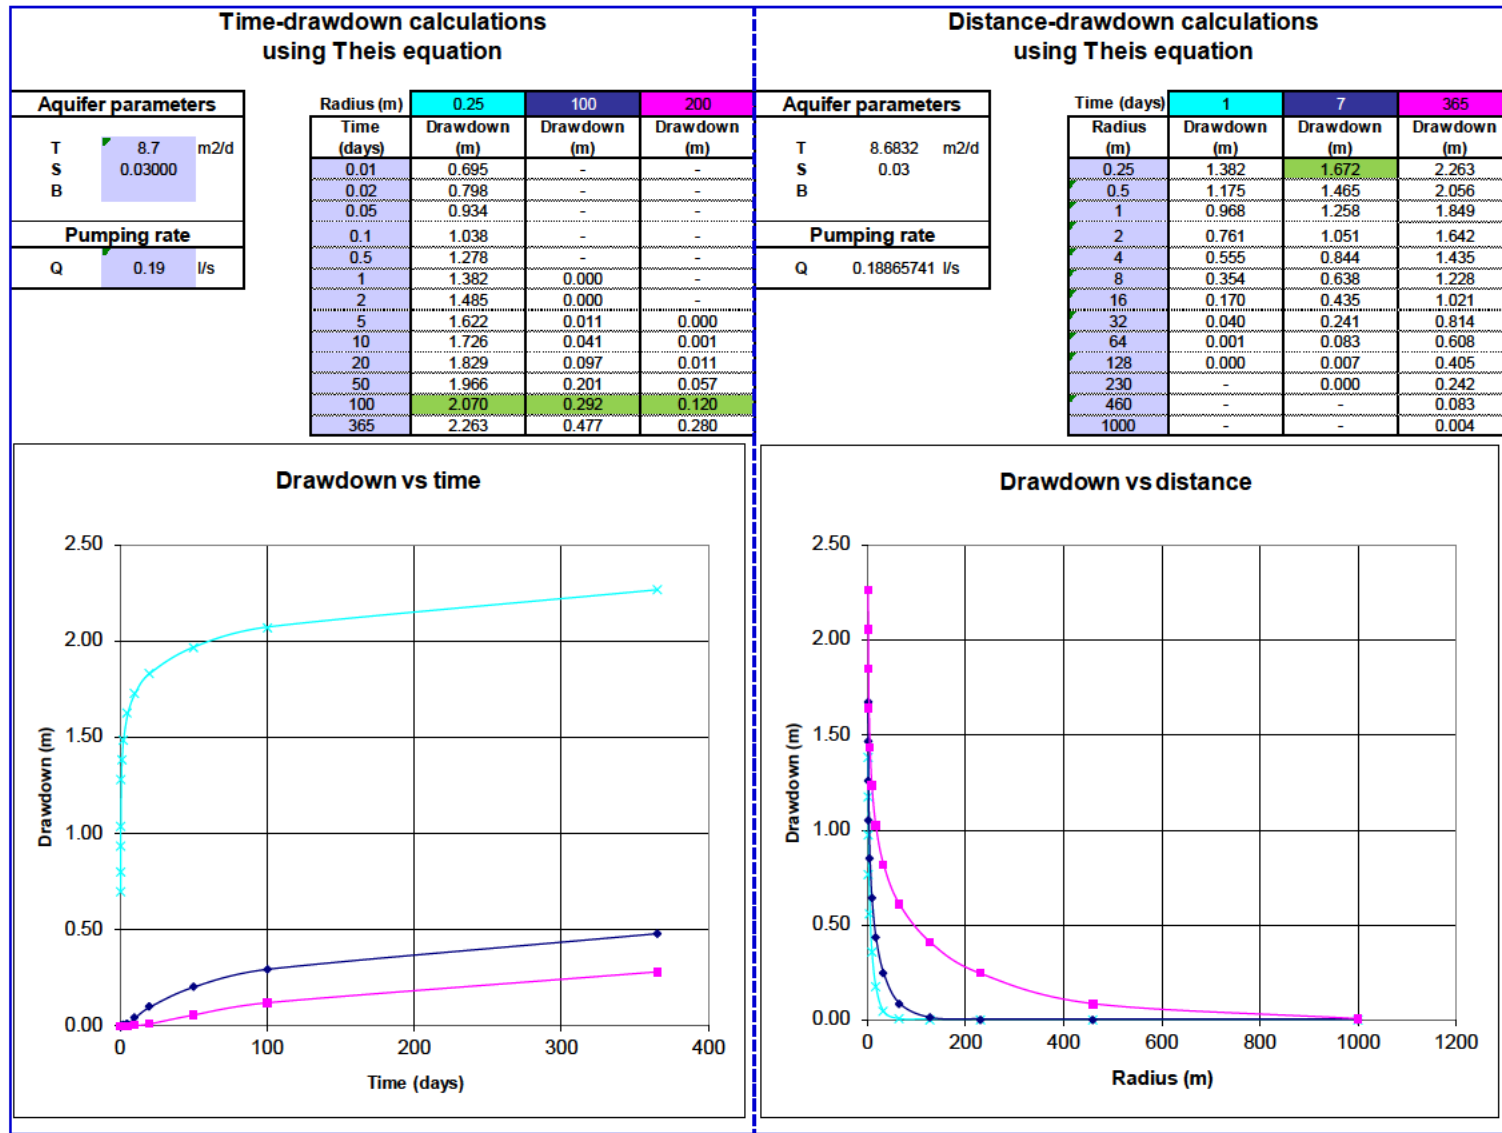 Time-drawdown calculations
using Theis equation
Aquifer parameters
T 8.7 m2/d
S 0.03000
B
Pumping rate
Q 0.19 l/s
Radius (m) 0.25 100 200
Time Drawdown Drawdown Drawdown
(days) (m) (m) (m)
0.01 0.695 - -
0.02 0.798 - -
0.05 0.934 - -
0.1 1.038 - -
0.5 1.278 - -
1 1.382 0.000 -
2 1.485 0.000 -
5 1.622 0.011 0.000
10 1.726 0.041 0.001
20 1.829 0.097 0.011
50 1.966 0.201 0.057
100 2.070 0.292 0.120
365 2.263 0.477 0.280
Drawdown vs time
2.50
2.00
1.50
1.00
0.50
0.00
Drawdown (m)
0 100 200 300 400
Time (days)
Distance-drawdown calculations
using Theis equation
Aquifer parameters
T 8.6832 m2/d
S 0.03
B
Pumping rate
Q 0.18865741 l/s
Time (days) 1 7 365
Radius Drawdown Drawdown Drawdown
(m) (m) (m) (m)
0.25 1.382 1.672 2.263
0.5 1.175 1.465 2.056
1 0.968 1.258 1.849
2 0.761 1.051 1.642
4 0.555 0.844 1.435
8 0.354 0.638 1.228
16 0.170 0.435 1.021
32 0.040 0.241 0.814
64 0.001 0.083 0.608
128 0.000 0.007 0.405
230 - 0.000 0.242
460 - - 0.083
1000 - - 0.004
Drawdown vs distance
2.50
2.00
1.50
1.00
0.50
0.00
Drawdown (m)
0 200 400 600 800 1000 1200
Radius (m)